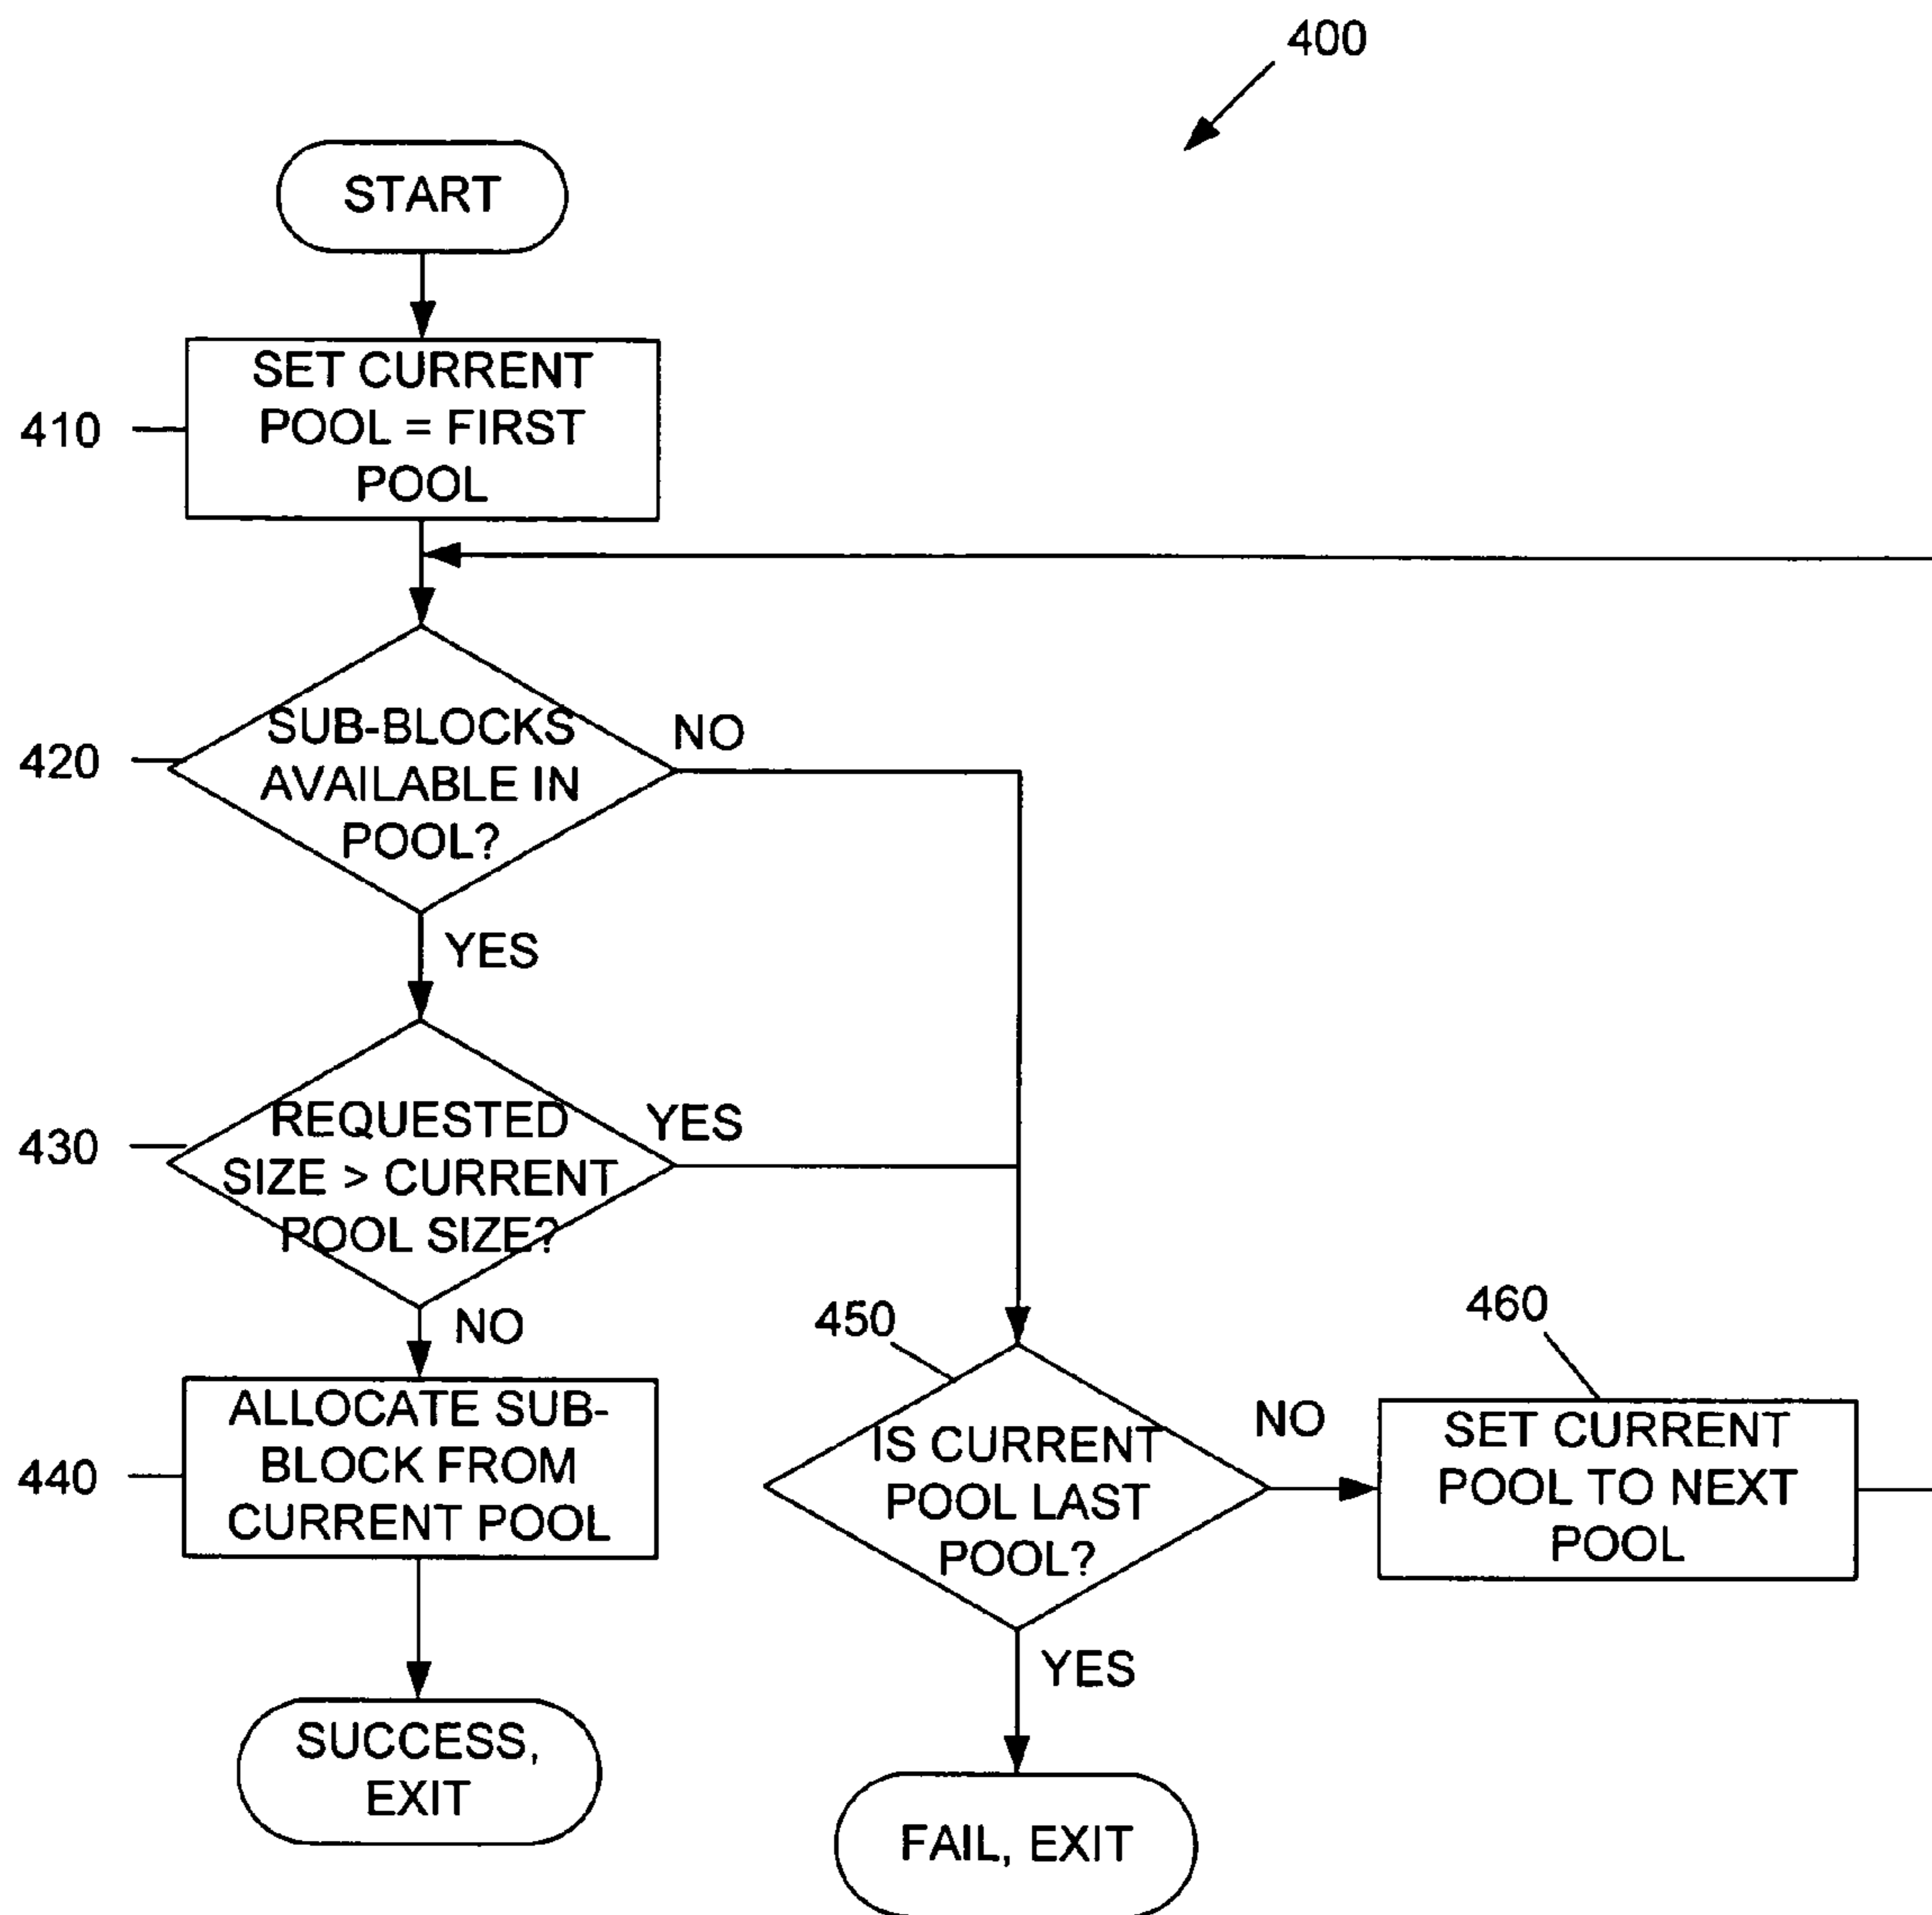 400
START
SET CURRENT
POOL = FIRST
POOL
410
SUB-BLOCKS
AVAILABLE IN
POOL?
420
NO
YES
REQUESTED
SIZE > CURRENT
POOL SIZE?
430
YES
NO
ALLOCATE SUB-
BLOCK FROM
CURRENT POOL
440
SUCCESS,
EXIT
450
IS CURRENT
POOL LAST
POOL?
NO
YES
460
SET CURRENT
POOL TO NEXT
POOL
FAIL, EXIT